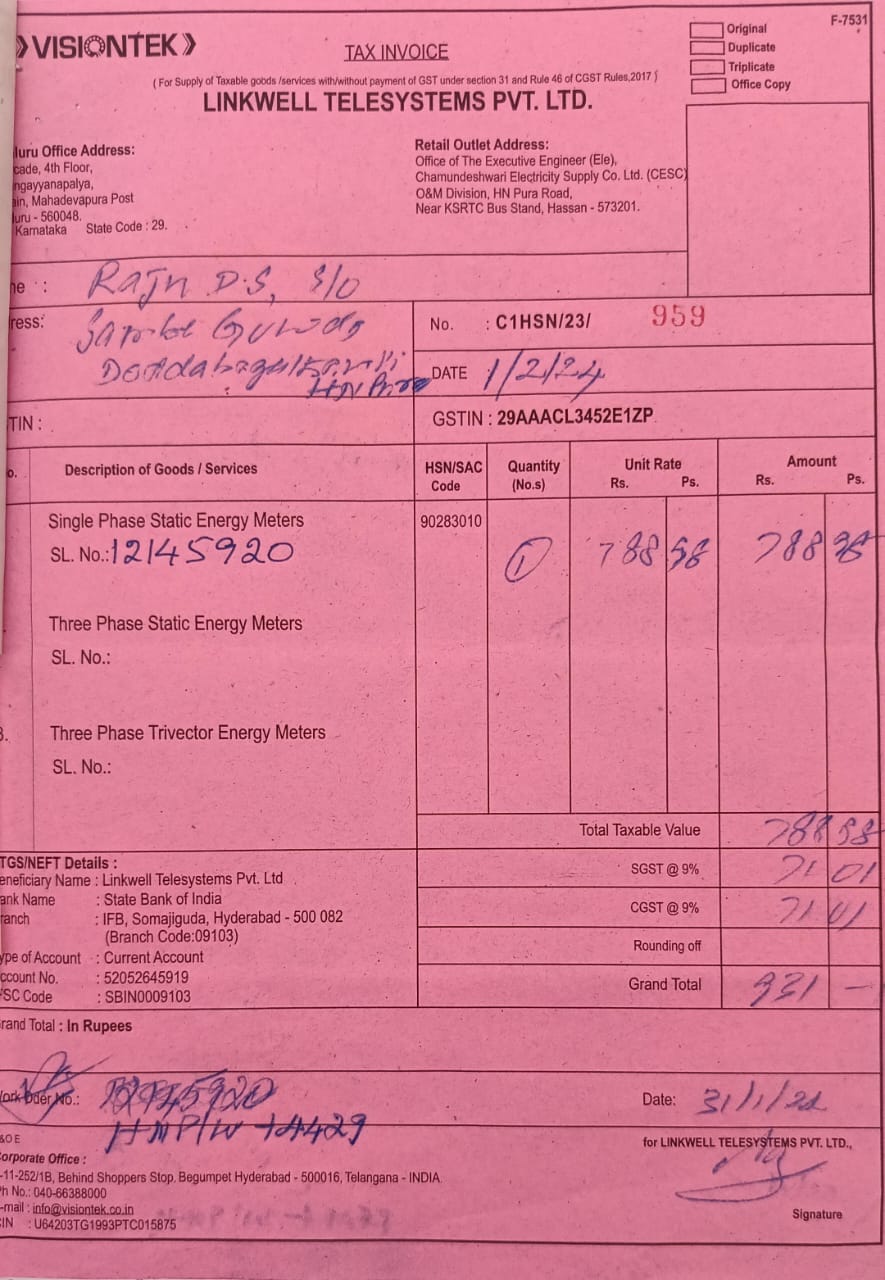 F-7531
VISIONTEK
TAX INVOICE
Original
Duplicate
Triplicate
Office Copy
( For Supply of Taxable goods /services with/without payment of GST under section 31 and Rule 46 of CGST Rules,2017 )
LINKWELL TELESYSTEMS PVT. LTD.
luru Office Address:
cade, 4th Floor,
ngayyanapalya,
ain, Mahadevapura Post
luru - 560048.
Karnataka State Code : 29.
Retail Outlet Address:
Office of The Executive Engineer (Ele),
Chamundeshwari Electricity Supply Co. Ltd. (CESC)
O&M Division, HN Pura Road,
Near KSRTC Bus Stand, Hassan - 573201.
me : Raju D.S, S/O
ress:
HN Pura
No. : C1HSN/23/ 959
DATE 1/2/24
TIN :
GSTIN : 29AAACL3452E1ZP
o. Description of Goods / Services HSN/SAC Code Quantity (No.s) Unit Rate Rs. Ps. Amount Rs. Ps.
Single Phase Static Energy Meters 90283010
SL. No.: 12145920 1 788 58 788 58
Three Phase Static Energy Meters
SL. No.:
3. Three Phase Trivector Energy Meters
SL. No.:
Total Taxable Value 788 58
SGST @ 9% 71 01
CGST @ 9% 71 01
Rounding off
Grand Total 931 —
TGS/NEFT Details :
eneficiary Name : Linkwell Telesystems Pvt. Ltd
ank Name : State Bank of India
ranch : IFB, Somajiguda, Hyderabad - 500 082
(Branch Code:09103)
ype of Account : Current Account
ccount No. : 52052645919
FSC Code : SBIN0009103
rand Total : In Rupees
ork Oder No.:
Date: 31/1/24
&O E
for LINKWELL TELESYSTEMS PVT. LTD.,
orporate Office :
-11-252/1B, Behind Shoppers Stop, Begumpet Hyderabad - 500016, Telangana - INDIA.
h No.: 040-66388000
-mail : info@visiontek.co.in
IN : U64203TG1993PTC015875
Signature